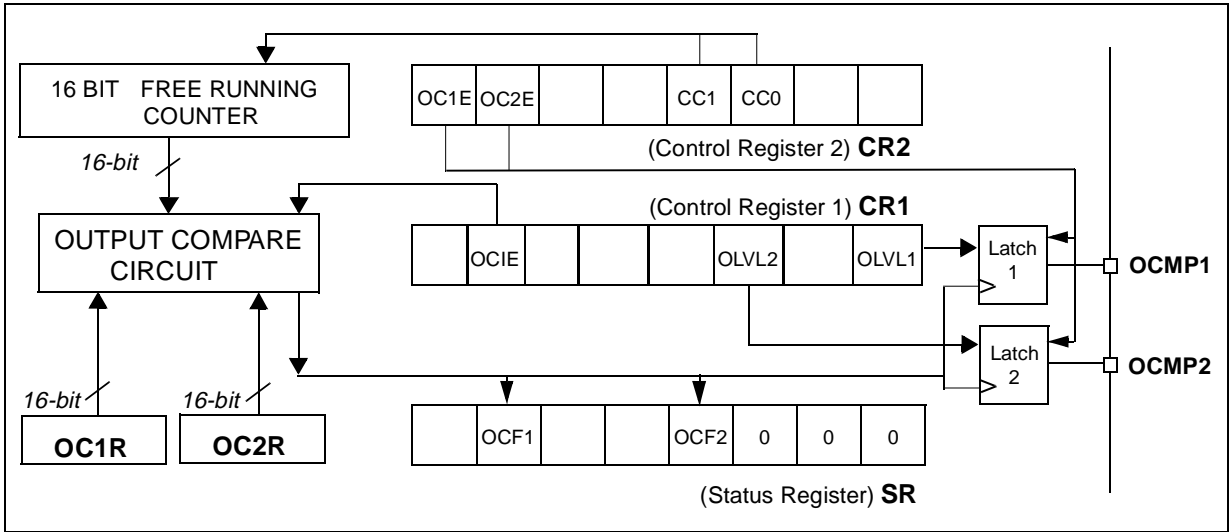 16 BIT FREE RUNNING
COUNTER
16-bit
OC1E OC2E CC1 CC0
(Control Register 2) CR2
(Control Register 1) CR1
OUTPUT COMPARE
CIRCUIT
OCIE OLVL2 OLVL1
Latch
1
OCMP1
Latch
2
OCMP2
16-bit
16-bit
OC1R
OC2R
OCF1 OCF2 0 0 0
(Status Register) SR